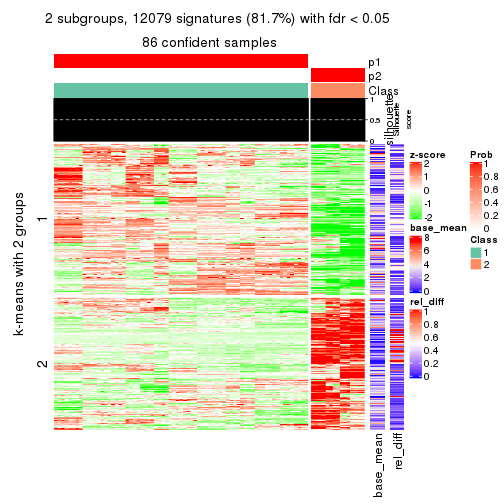 2 subgroups, 12079 signatures (81.7%) with fdr < 0.05
86 confident samples
p1
p2
Class
1
0.5
0
silhouette
Silhouette
score
k-means with 2 groups
1
2
z-score
2
1
0
-1
-2
base_mean
8
6
4
2
0
rel_diff
1
0.8
0.6
0.4
0.2
0
Prob
1
0.8
0.6
0.4
0.2
0
Class
1
2
base_mean
rel_diff